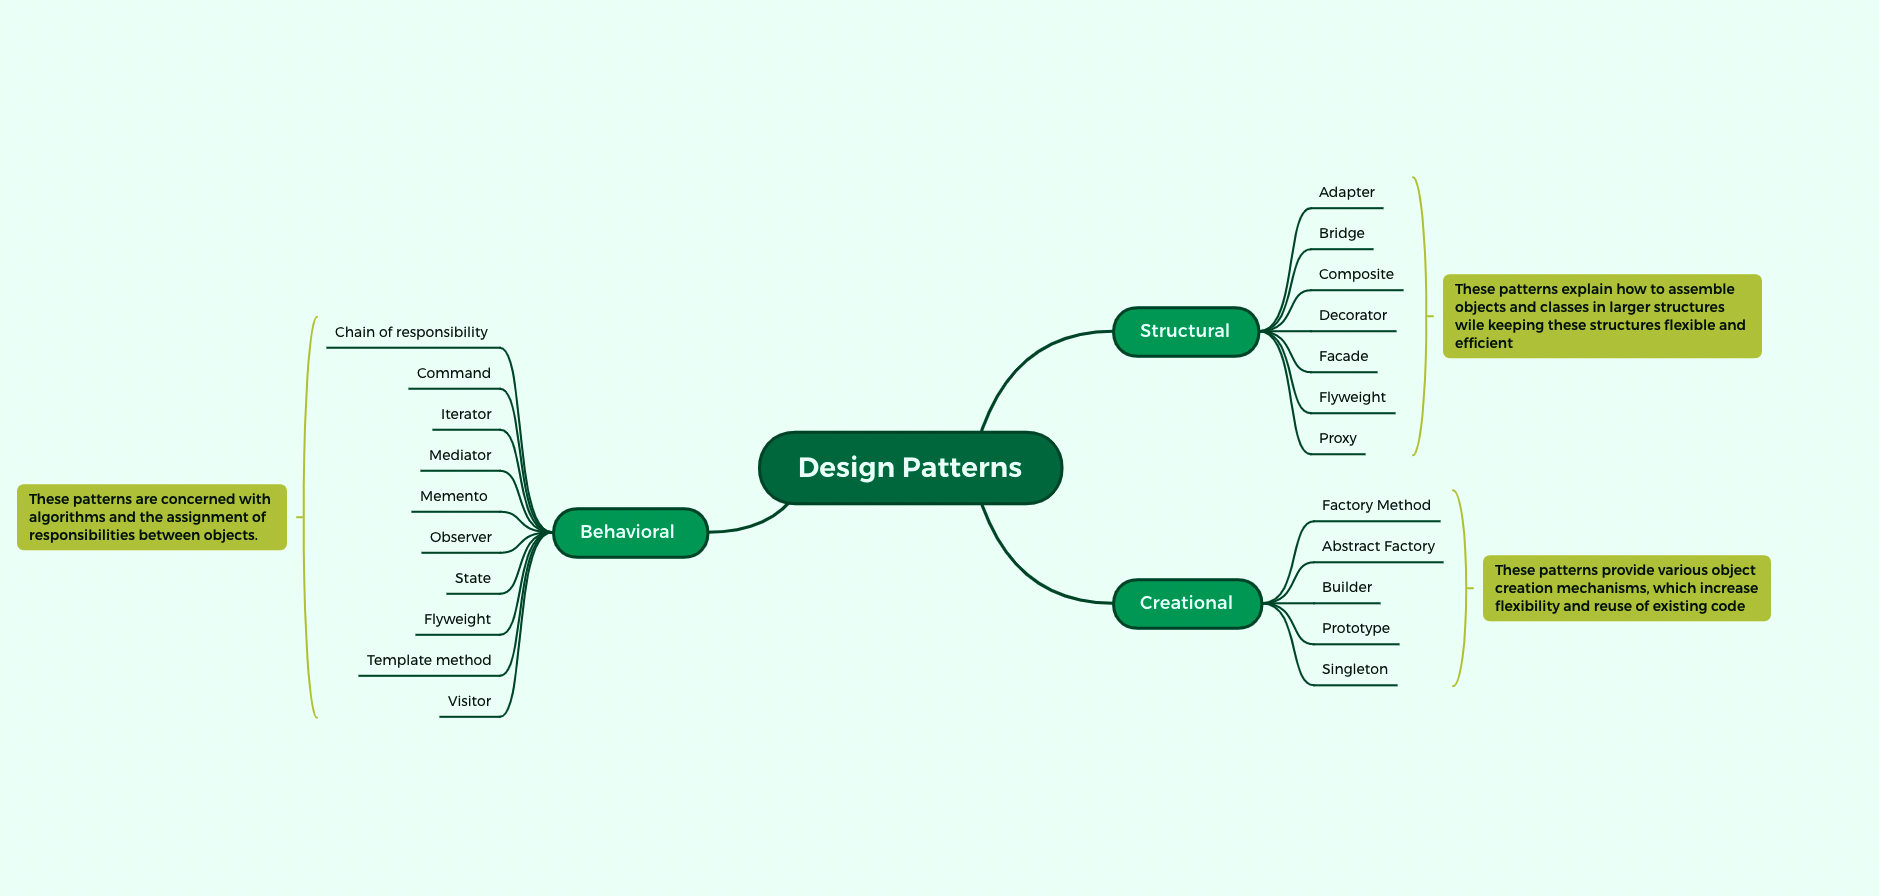 Design Patterns
Structural
Adapter
Bridge
Composite
Decorator
Facade
Flyweight
Proxy
These patterns explain how to assemble
objects and classes in larger structures
wile keeping these structures flexible and
efficient
Creational
Factory Method
Abstract Factory
Builder
Prototype
Singleton
These patterns provide various object
creation mechanisms, which increase
flexibility and reuse of existing code
Behavioral
Chain of responsibility
Command
Iterator
Mediator
Memento
Observer
State
Flyweight
Template method
Visitor
These patterns are concerned with
algorithms and the assignment of
responsibilities between objects.